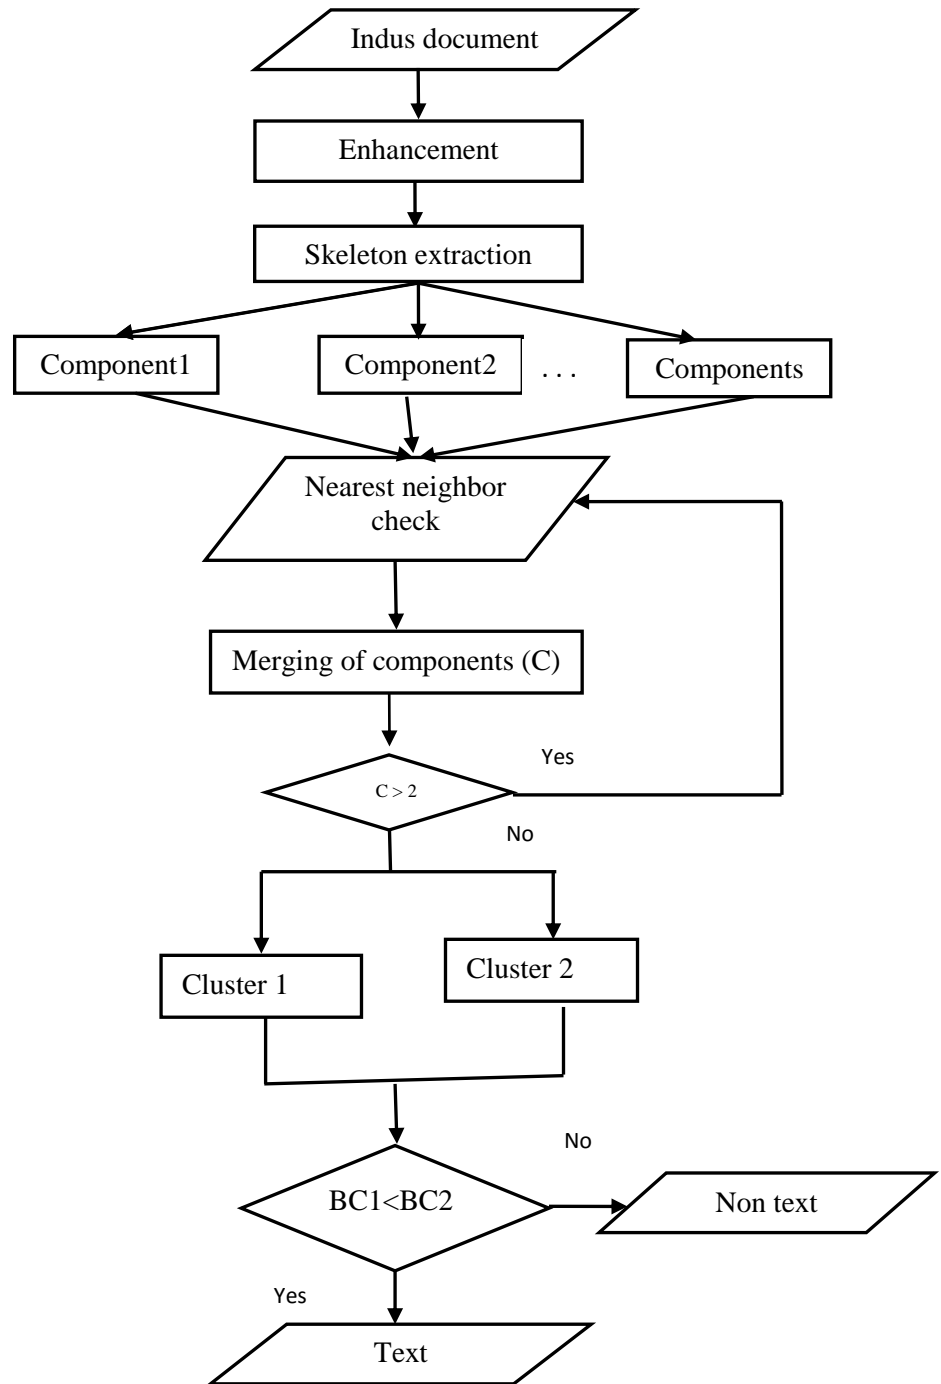 Indus document
Enhancement
Skeleton extraction
Component1
Component2
. . .
Components
Nearest neighbor
check
Merging of components (C)
Yes
C > 2
No
Cluster 1
Cluster 2
No
BC1<BC2
Non text
Yes
Text